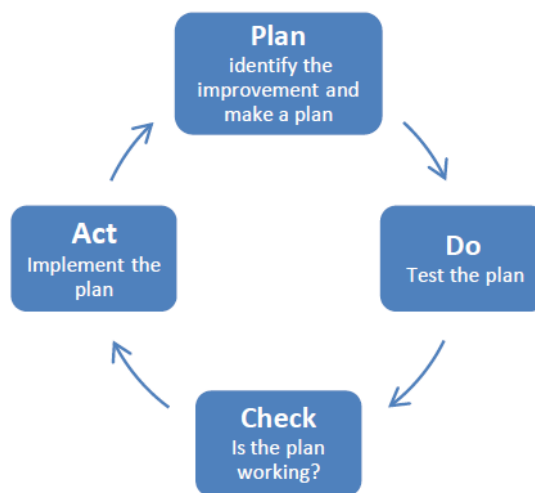 Plan
identify the
improvement and
make a plan
Do
Test the plan
Check
Is the plan
working?
Act
Implement the
plan